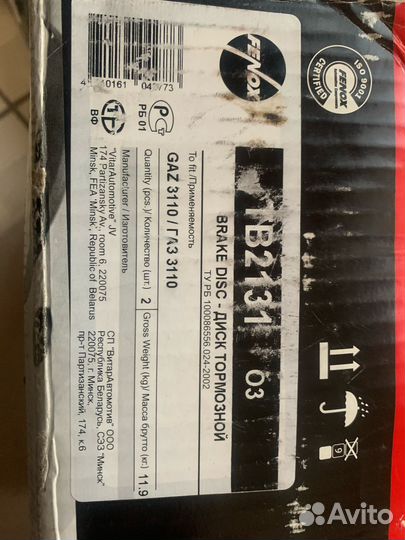 FENOX
CERTIFIED
FENOX
ISO 9001
РБ 01
ВФ
TB2131 O3
BRAKE DISC - ДИСК ТОРМОЗНОЙ
ТУ РБ 100086556.024-2002
To fit /Применяемость
GAZ 3110 / ГАЗ 3110
Quantity (pcs.)/ Количество (шт.) 2 Gross Weight (kg)/ Масса брутто (кг.) 11.9
Manufacturer / Изготовитель
"VitarAutomotive" JV
174 Partizansky Av., room 6, 220075
Minsk, FEA "Minsk", Republic of Belarus
СП "ВитарАвтомотив" ООО
Республика Беларусь, СЭЗ "Минск"
220075, г. Минск,
пр-т Партизанский, 174, к.6
9
Avito